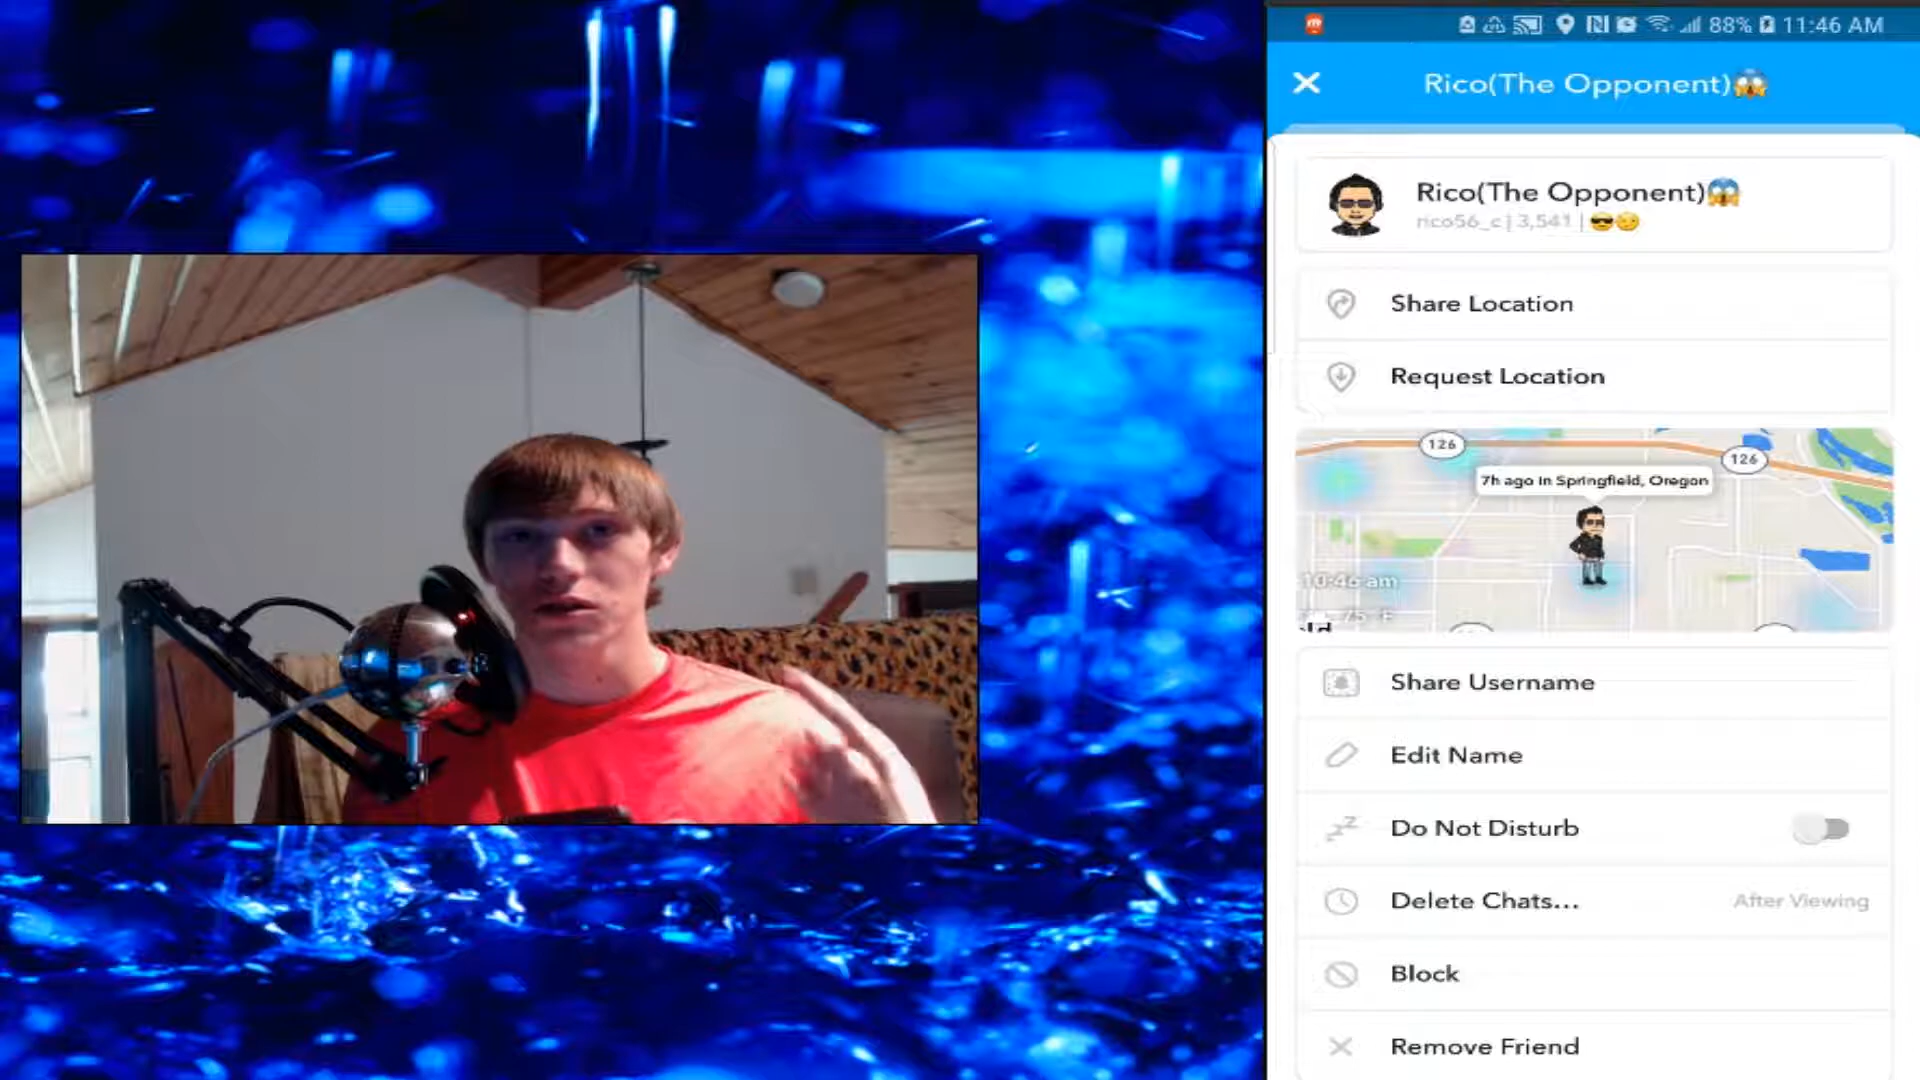 88% 11:46 AM
Rico(The Opponent)😱
Rico(The Opponent)😱
rico56_c | 3,541 | 😎😏
Share Location
Request Location
126
126
7h ago in Springfield, Oregon
10:46 am
75 °F
ld
Share Username
Edit Name
Do Not Disturb
Delete Chats...
After Viewing
Block
Remove Friend